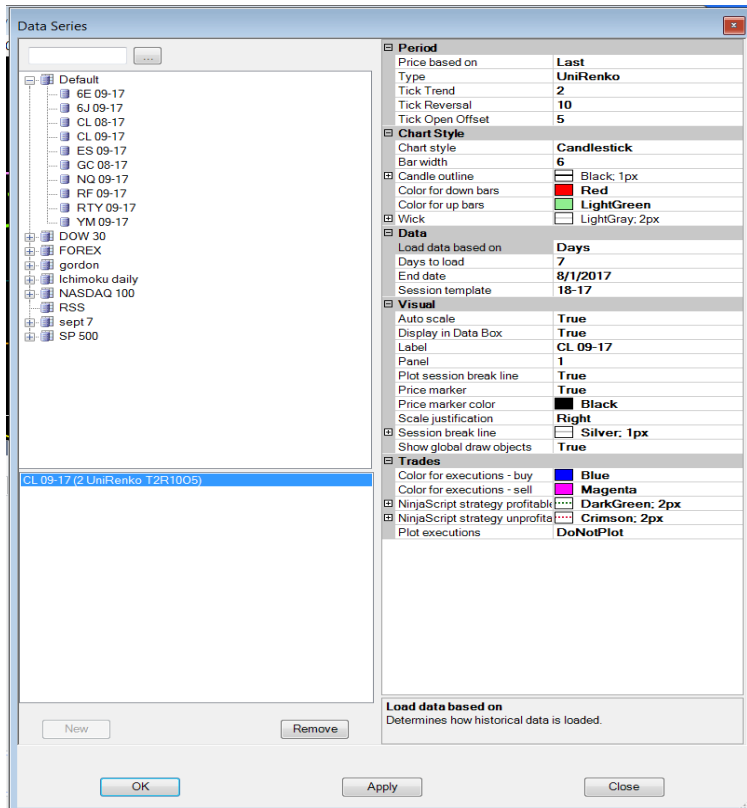 Data Series
...
Default
6E 09-17
6J 09-17
CL 08-17
CL 09-17
ES 09-17
GC 08-17
NQ 09-17
RF 09-17
RTY 09-17
YM 09-17
DOW 30
FOREX
gordon
Ichimoku daily
NASDAQ 100
RSS
sept 7
SP 500
CL 09-17 (2 UniRenko T2R10O5)
New
Remove
Period
Price based on Last
Type UniRenko
Tick Trend 2
Tick Reversal 10
Tick Open Offset 5
Chart Style
Chart style Candlestick
Bar width 6
Candle outline Black; 1px
Color for down bars Red
Color for up bars LightGreen
Wick LightGray; 2px
Data
Load data based on Days
Days to load 7
End date 8/1/2017
Session template 18-17
Visual
Auto scale True
Display in Data Box True
Label CL 09-17
Panel 1
Plot session break line True
Price marker True
Price marker color Black
Scale justification Right
Session break line Silver; 1px
Show global draw objects True
Trades
Color for executions - buy Blue
Color for executions - sell Magenta
NinjaScript strategy profitable DarkGreen; 2px
NinjaScript strategy unprofita Crimson; 2px
Plot executions DoNotPlot
Load data based on
Determines how historical data is loaded.
OK
Apply
Close